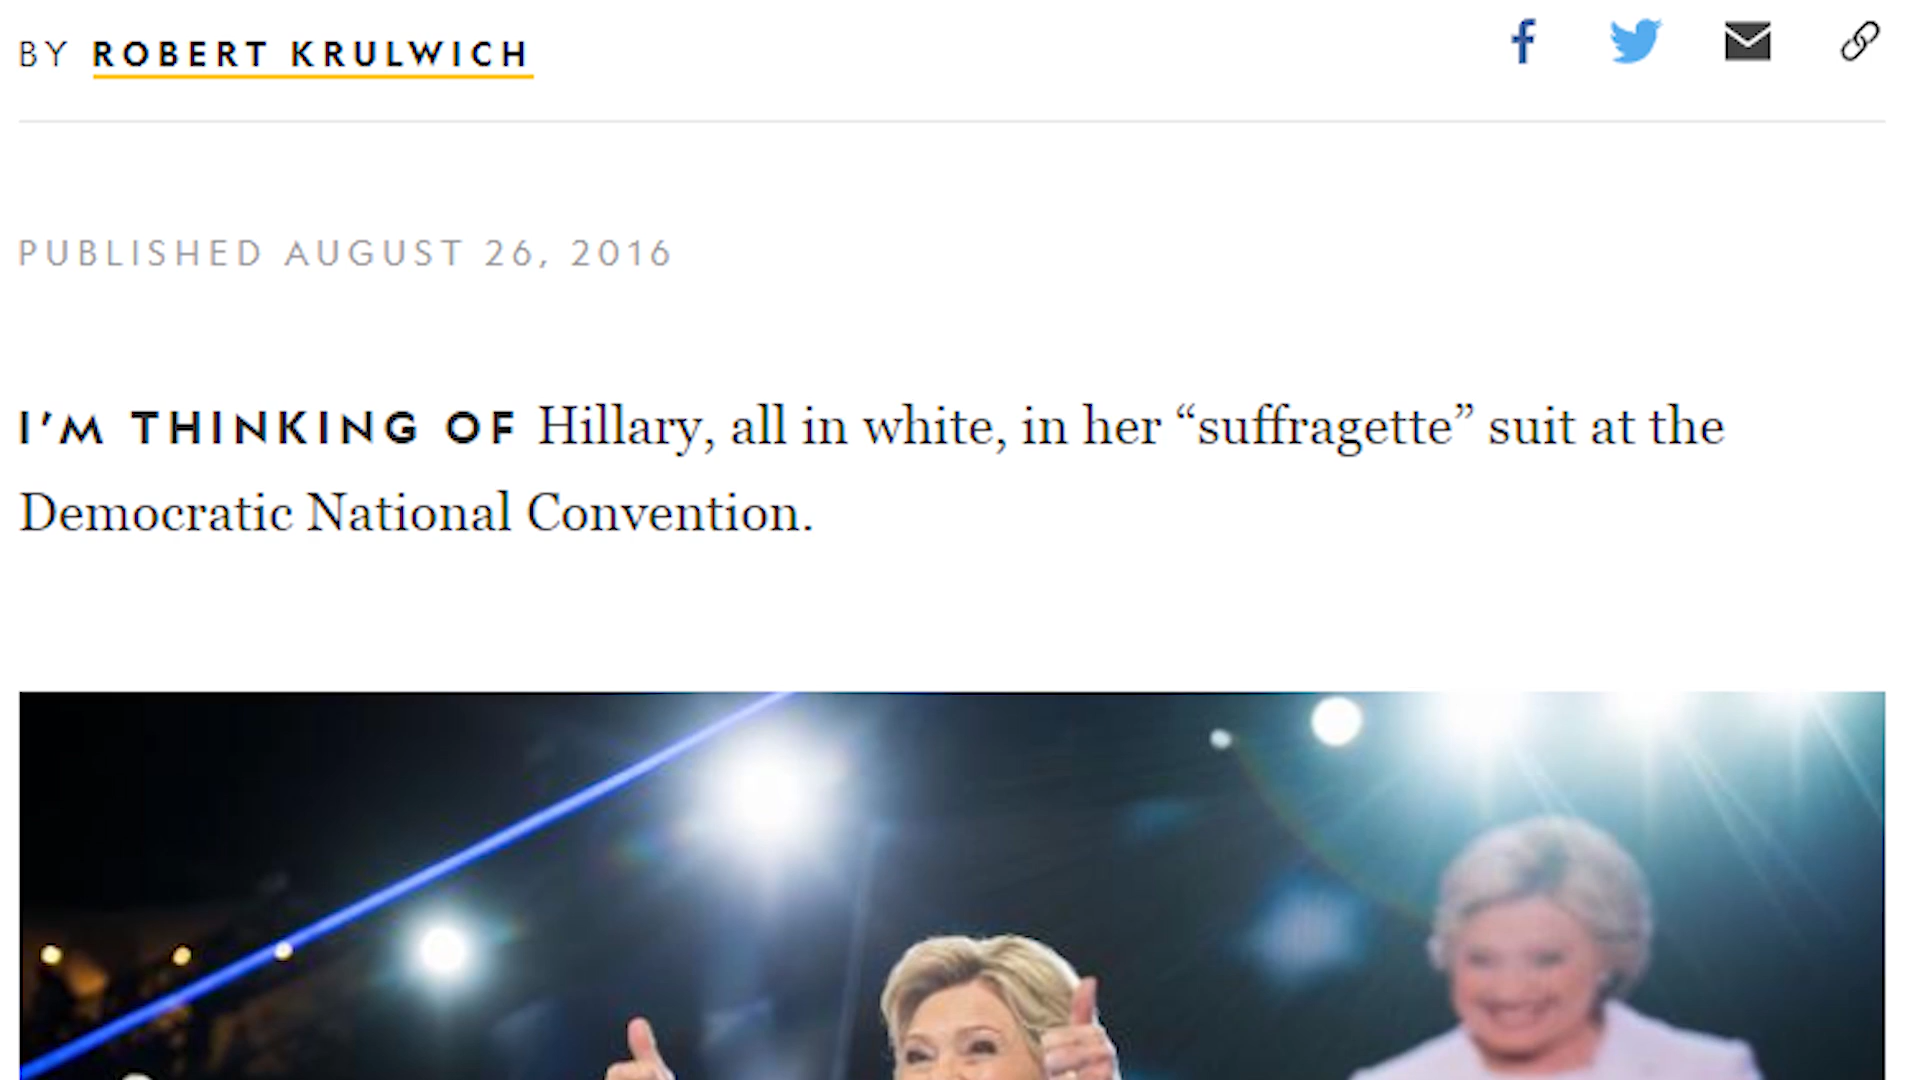 BY ROBERT KRULWICH
PUBLISHED AUGUST 26, 2016
I'M THINKING OF Hillary, all in white, in her “suffragette” suit at the
Democratic National Convention.